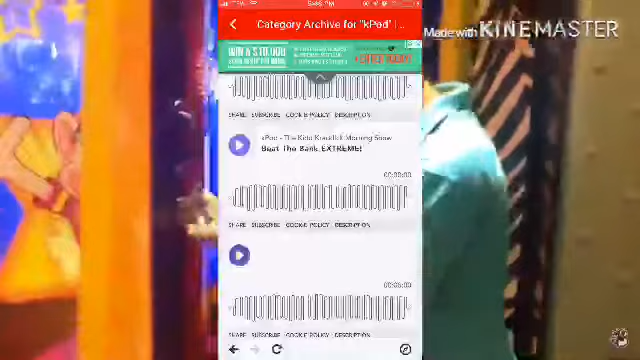 Made with KINEMASTER
'Category Archive for "kPod" | ...
WIN A $10,000
SHARE SUBSCRIBE COOKIE POLICY DESCRIPTION
kPod - The Kidd Kraddick Morning Show
Beat The Bank EXTREME!
00:00:00
SHARE SUBSCRIBE COOKIE POLICY DESCRIPTION
00:00:00
SHARE SUBSCRIBE COOKIE POLICY DESCRIPTION